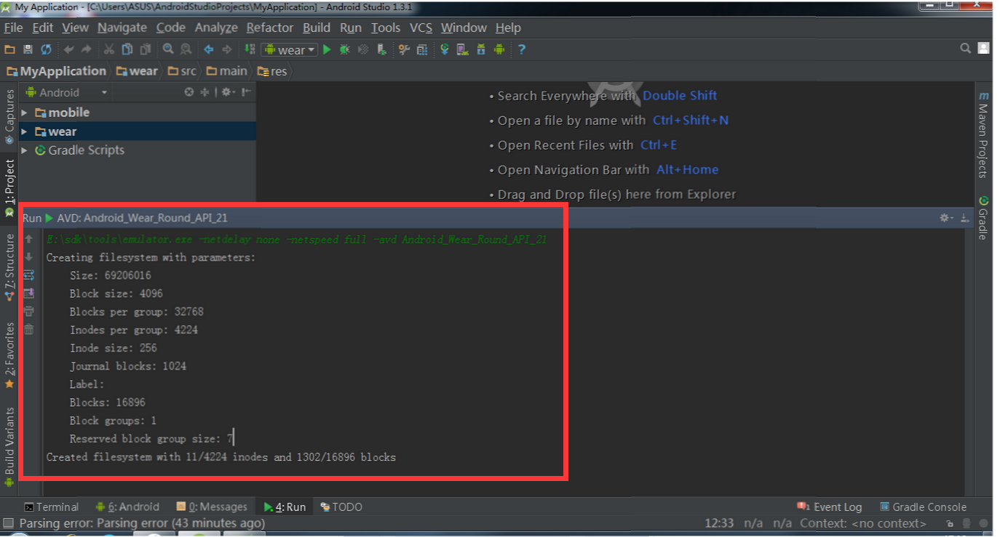 My Application - [C:\Users\ASUS\AndroidStudioProjects\MyApplication] - Android Studio 1.3.1
File Edit View Navigate Code Analyze Refactor Build Run Tools VCS Window Help
wear
MyApplication wear src main res
Android
mobile
wear
Gradle Scripts
Captures
1: Project
7: Structure
2: Favorites
Build Variants
• Search Everywhere with Double Shift
• Open a file by name with Ctrl+Shift+N
• Open Recent Files with Ctrl+E
• Open Navigation Bar with Alt+Home
• Drag and Drop file(s) here from Explorer
Maven Projects
Gradle
Run AVD: Android_Wear_Round_API_21
E:\sdk\tools\emulator.exe -netdelay none -netspeed full -avd Android_Wear_Round_API_21
Creating filesystem with parameters:
Size: 69206016
Block size: 4096
Blocks per group: 32768
Inodes per group: 4224
Inode size: 256
Journal blocks: 1024
Label:
Blocks: 16896
Block groups: 1
Reserved block group size: 7
Created filesystem with 11/4224 inodes and 1302/16896 blocks
Terminal 6: Android 0: Messages 4: Run TODO 1 Event Log Gradle Console
Parsing error: Parsing error (43 minutes ago) 12:33 n/a n/a Context: <no context>